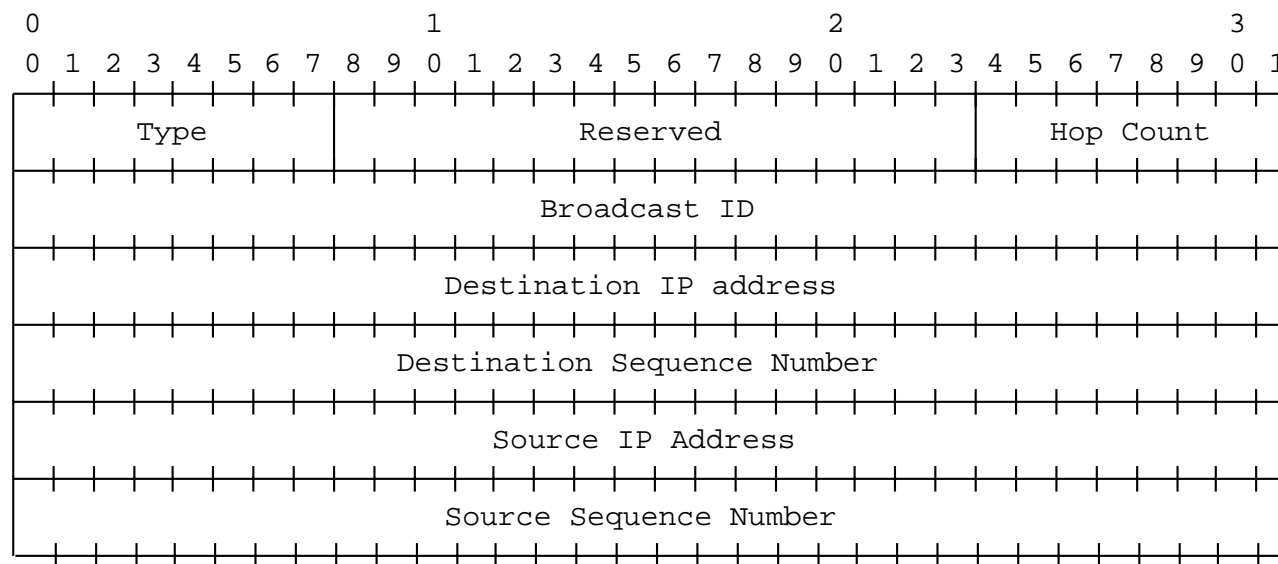 0 1 2 3
0 1 2 3 4 5 6 7 8 9 0 1 2 3 4 5 6 7 8 9 0 1 2 3 4 5 6 7 8 9 0 1
Type Reserved Hop Count
Broadcast ID
Destination IP address
Destination Sequence Number
Source IP Address
Source Sequence Number